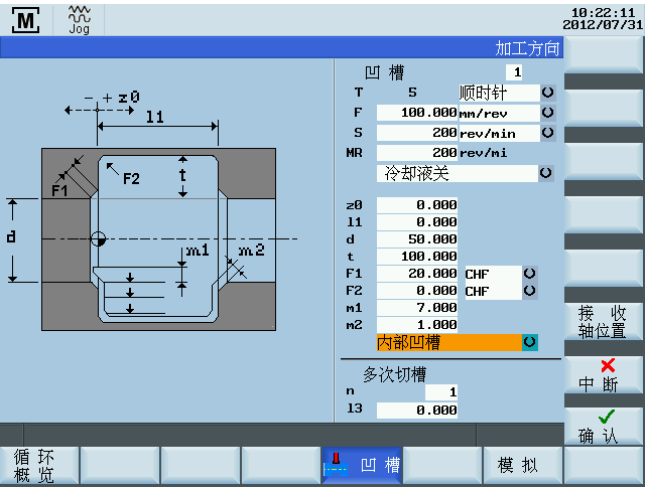 M
Jog
10:22:11
2012/07/31
加工方向
凹 槽 1
T 5 顺时针
F 100.000 mm/rev
S 200 rev/min
MR 200 rev/mi
冷却液关
z0 0.000
l1 0.000
d 50.000
t 100.000
F1 20.000 CHF
F2 0.000 CHF
m1 7.000
m2 1.000
内部凹槽
多次切槽
n 1
l3 0.000
- + z0
l1
F1
F2
t
d
m1
m2
接 收
轴位置
中 断
确 认
循 环
概 览
凹 槽
模 拟